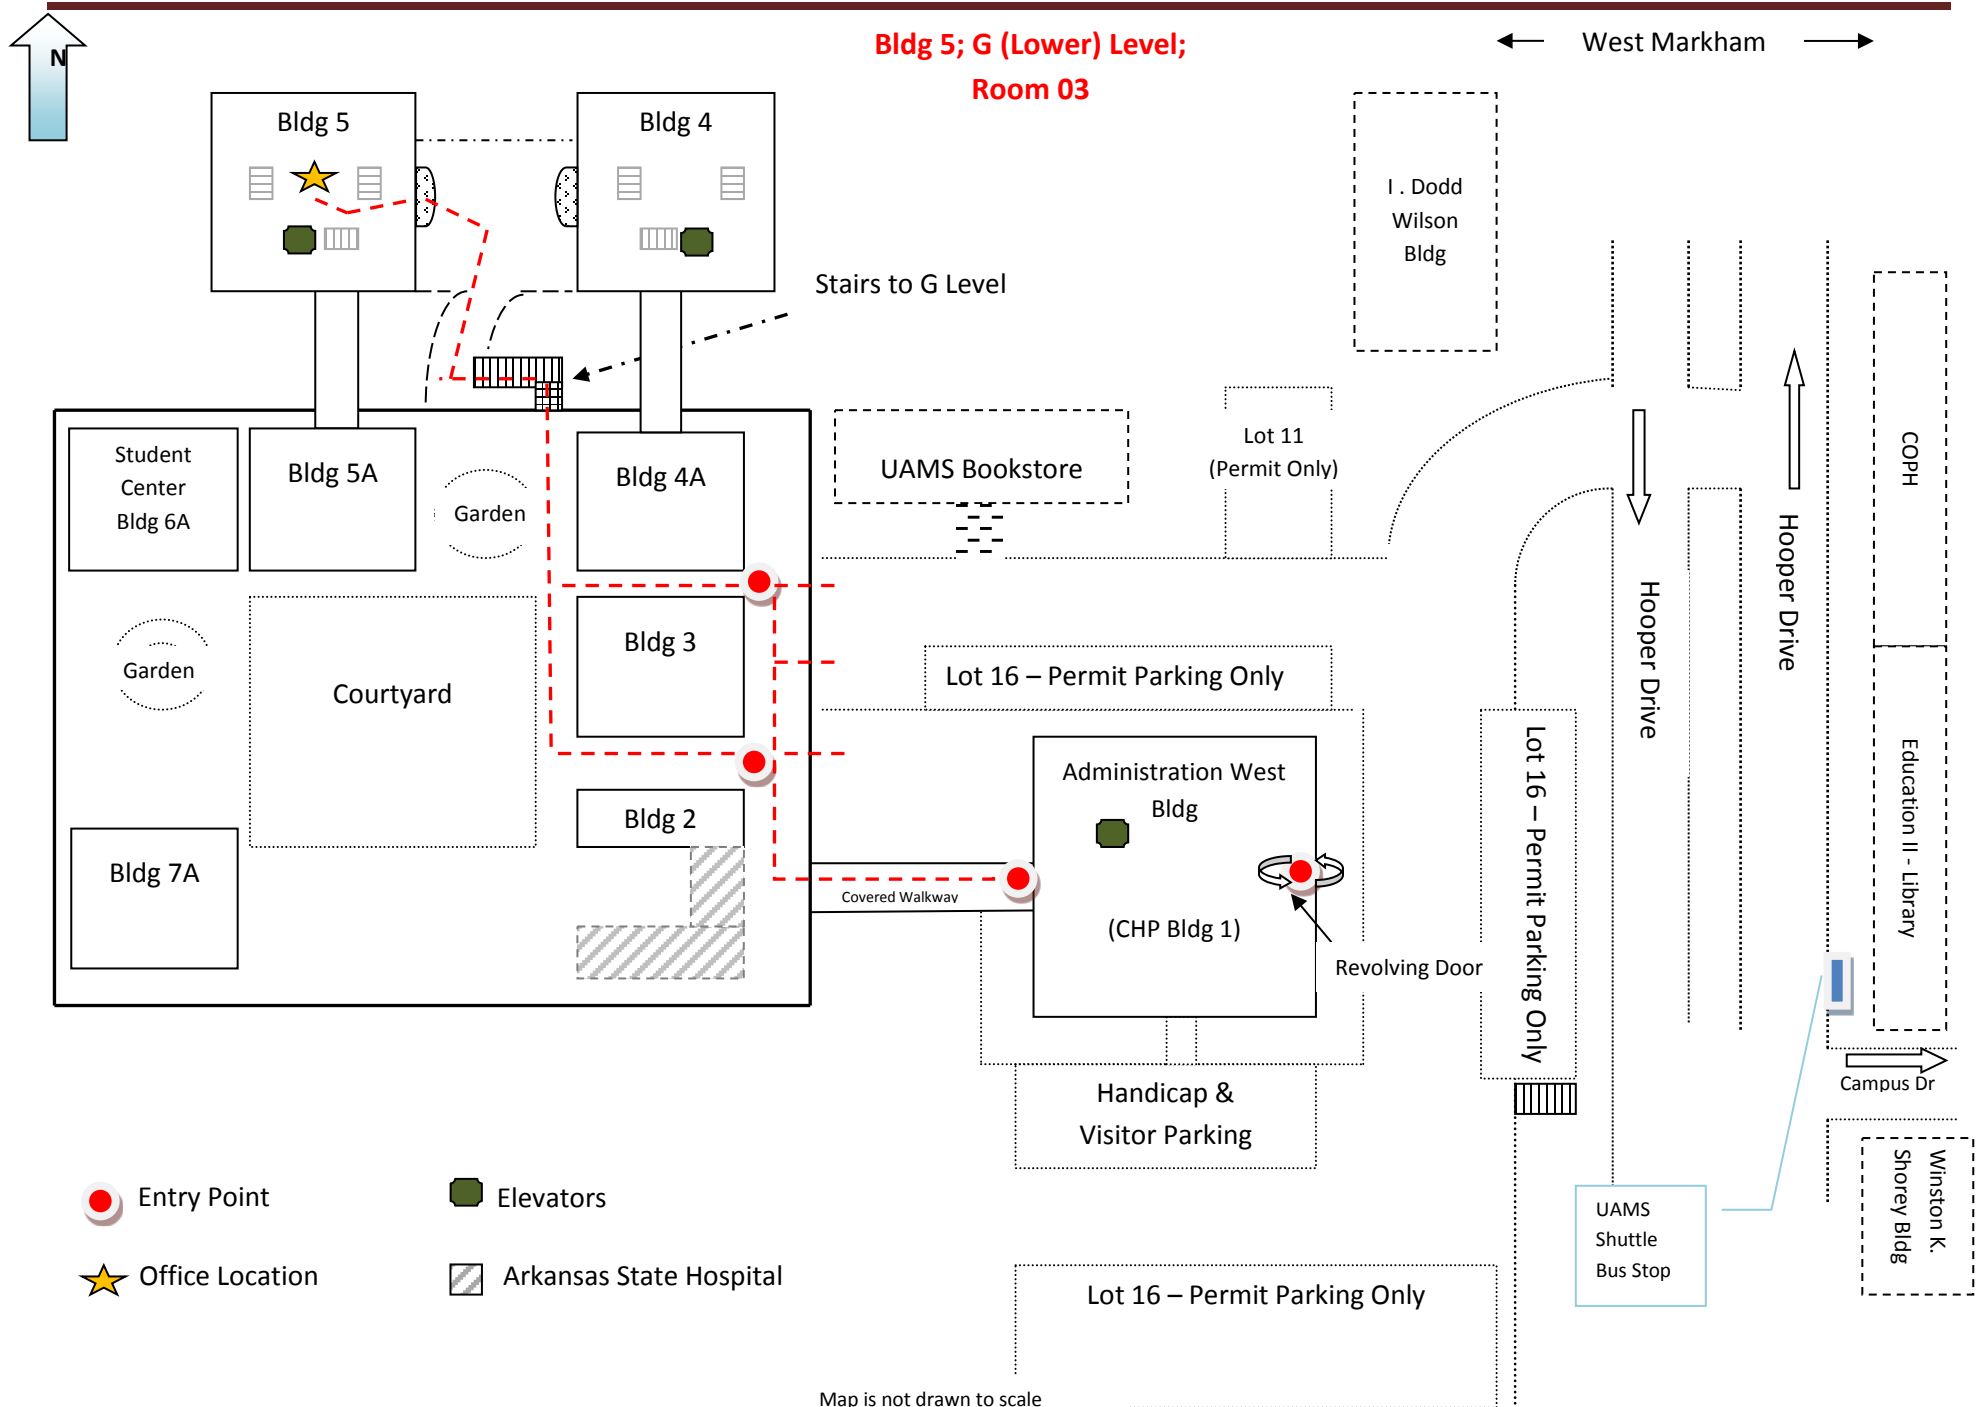 N
Bldg 5; G (Lower) Level;
Room 03
West Markham
Bldg 5
Bldg 4
I . Dodd
Wilson
Bldg
Stairs to G Level
Student
Center
Bldg 6A
Bldg 5A
Garden
Bldg 4A
UAMS Bookstore
Lot 11
(Permit Only)
COPH
Hooper Drive
Hooper Drive
Garden
Courtyard
Bldg 3
Lot 16 – Permit Parking Only
Administration West
Bldg
(CHP Bldg 1)
Lot 16 – Permit Parking Only
Education II - Library
Bldg 2
Bldg 7A
Covered Walkway
Revolving Door
Handicap &
Visitor Parking
Campus Dr
Winston K.
Shorey Bldg
Entry Point
Elevators
Office Location
Arkansas State Hospital
UAMS
Shuttle
Bus Stop
Lot 16 – Permit Parking Only
Map is not drawn to scale